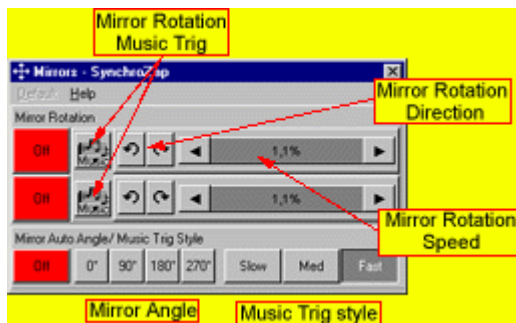 Mirror Rotation
Music Trig
Mirrors - SynchroZap
Default Help
Mirror Rotation Direction
Mirror Rotation
Off Music 1,1%
Off Music 1,1%
Mirror Rotation Speed
Mirror Auto Angle/ Music Trig Style
Off 0° 90° 180° 270° Slow Med Fast
Mirror Angle Music Trig style